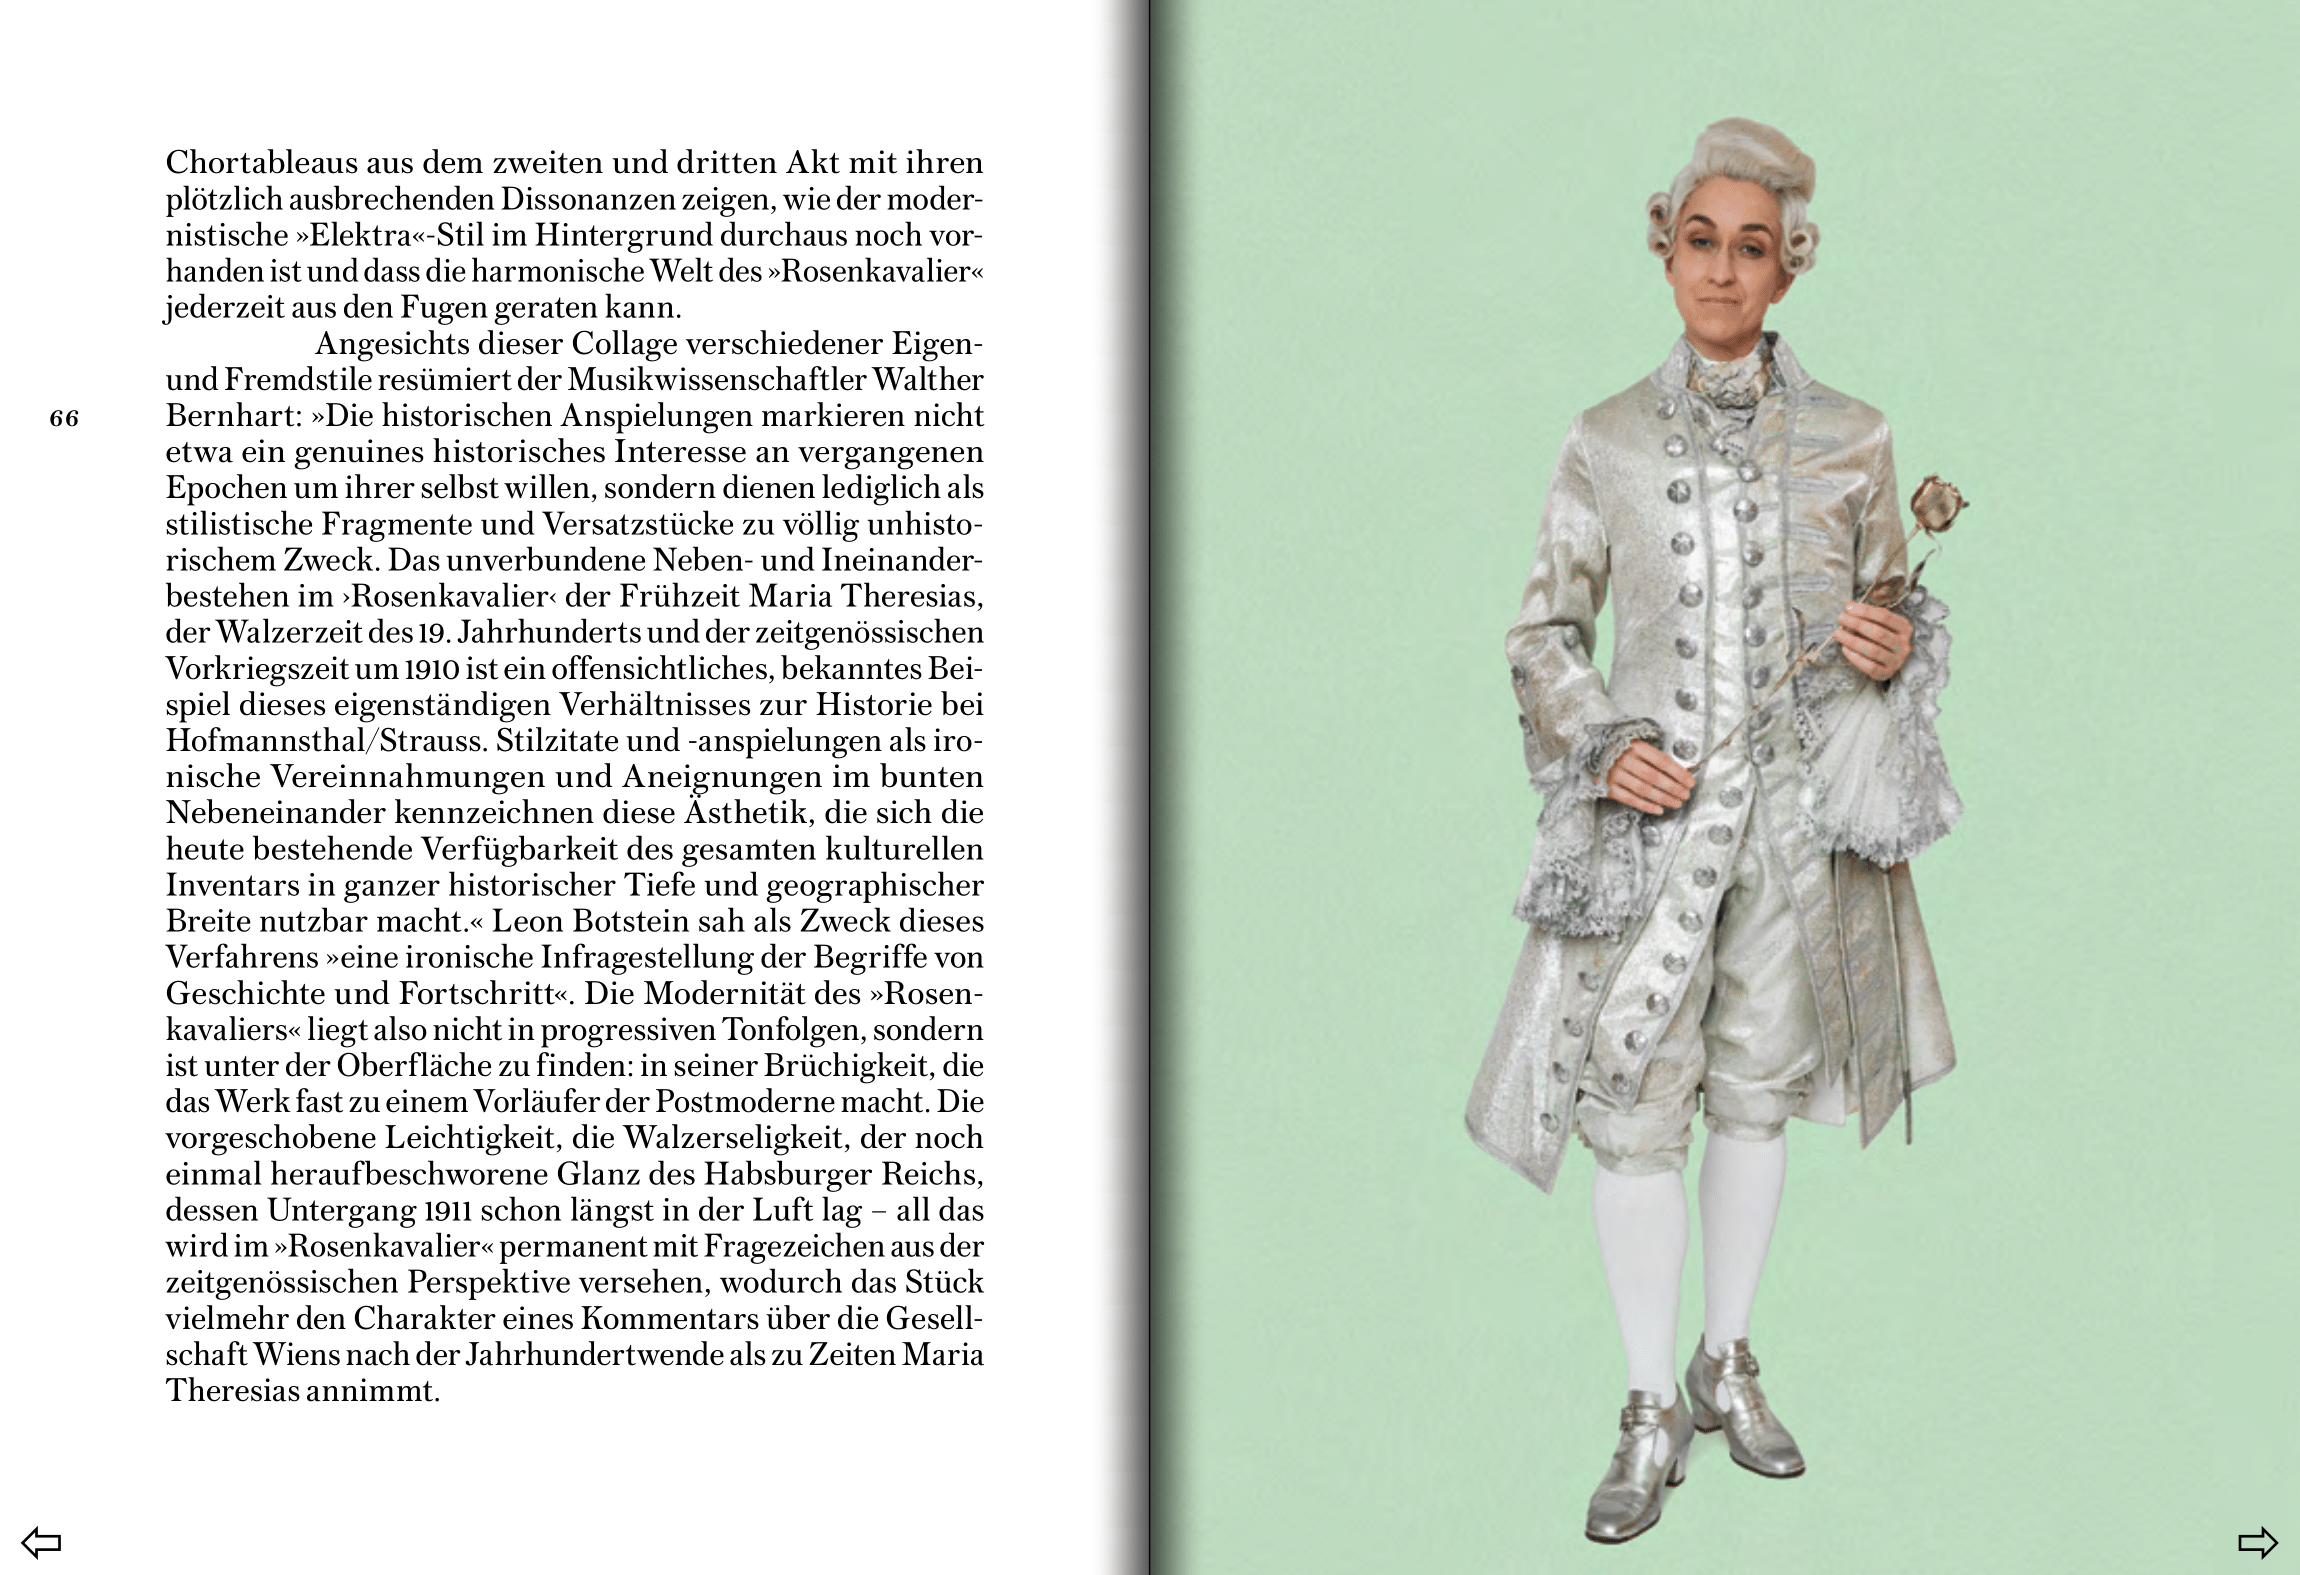 Chortableaus aus dem zweiten und dritten Akt mit ihren
plötzlich ausbrechenden Dissonanzen zeigen, wie der moder-
nistische »Elektra«-Stil im Hintergrund durchaus noch vor-
handen ist und dass die harmonische Welt des »Rosenkavalier«
jederzeit aus den Fugen geraten kann.
Angesichts dieser Collage verschiedener Eigen-
und Fremdstile resümiert der Musikwissenschaftler Walther
66
Bernhart: »Die historischen Anspielungen markieren nicht
etwa ein genuines historisches Interesse an vergangenen
Epochen um ihrer selbst willen, sondern dienen lediglich als
stilistische Fragmente und Versatzstücke zu völlig unhisto-
rischem Zweck. Das unverbundene Neben- und Ineinander-
bestehen im ›Rosenkavalier‹ der Frühzeit Maria Theresias,
der Walzerzeit des 19. Jahrhunderts und der zeitgenössischen
Vorkriegszeit um 1910 ist ein offensichtliches, bekanntes Bei-
spiel dieses eigenständigen Verhältnisses zur Historie bei
Hofmannsthal/Strauss. Stilzitate und -anspielungen als iro-
nische Vereinnahmungen und Aneignungen im bunten
Nebeneinander kennzeichnen diese Ästhetik, die sich die
heute bestehende Verfügbarkeit des gesamten kulturellen
Inventars in ganzer historischer Tiefe und geographischer
Breite nutzbar macht.« Leon Botstein sah als Zweck dieses
Verfahrens »eine ironische Infragestellung der Begriffe von
Geschichte und Fortschritt«. Die Modernität des »Rosen-
kavaliers« liegt also nicht in progressiven Tonfolgen, sondern
ist unter der Oberfläche zu finden: in seiner Brüchigkeit, die
das Werk fast zu einem Vorläufer der Postmoderne macht. Die
vorgeschobene Leichtigkeit, die Walzerseligkeit, der noch
einmal heraufbeschworene Glanz des Habsburger Reichs,
dessen Untergang 1911 schon längst in der Luft lag – all das
wird im »Rosenkavalier« permanent mit Fragezeichen aus der
zeitgenössischen Perspektive versehen, wodurch das Stück
vielmehr den Charakter eines Kommentars über die Gesell-
schaft Wiens nach der Jahrhundertwende als zu Zeiten Maria
Theresias annimmt.